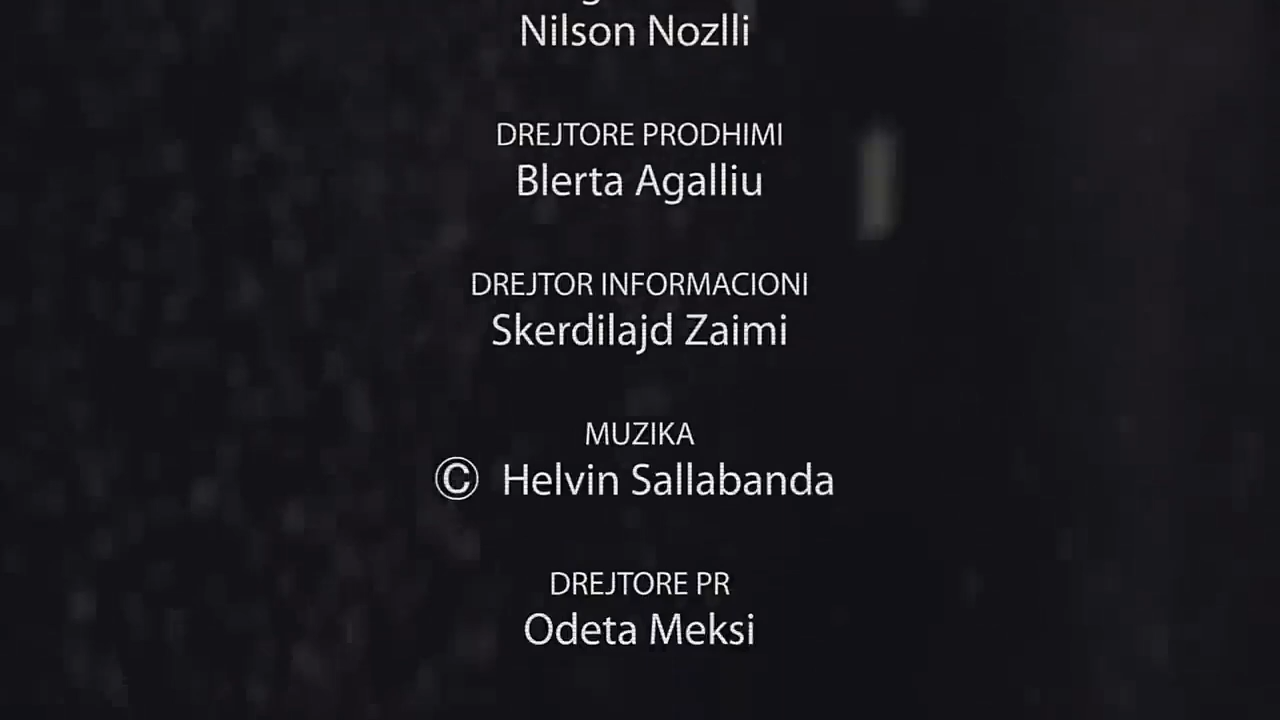 Nilson Nozlli
DREJTORE PRODHIMI
Blerta Agalliu
DREJTOR INFORMACIONI
Skerdilajd Zaimi
MUZIKA
© Helvin Sallabanda
DREJTORE PR
Odeta Meksi